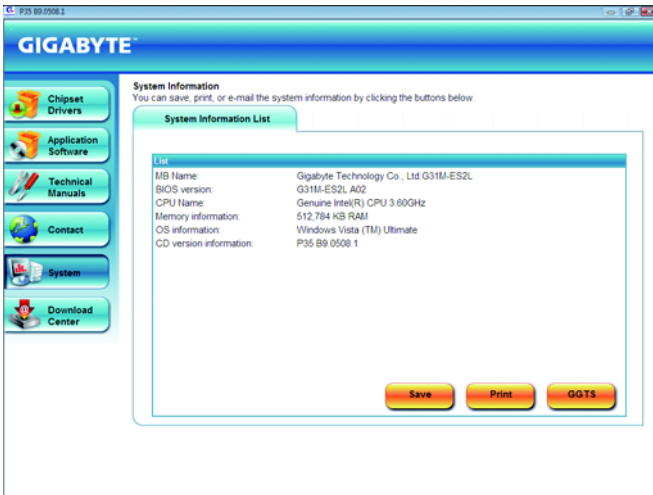 P35 B9.0508.1
GIGABYTE™
Chipset
Drivers
Application
Software
Technical
Manuals
Contact
System
Download
Center
System Information
You can save, print, or e-mail the system information by clicking the buttons below.
System Information List
List
MB Name: Gigabyte Technology Co., Ltd.G31M-ES2L
BIOS version: G31M-ES2L A02
CPU Name: Genuine Intel(R) CPU 3.60GHz
Memory information: 512,784 KB RAM
OS information: Windows Vista (TM) Ultimate
CD version information: P35 B9.0508.1
Save Print GGTS